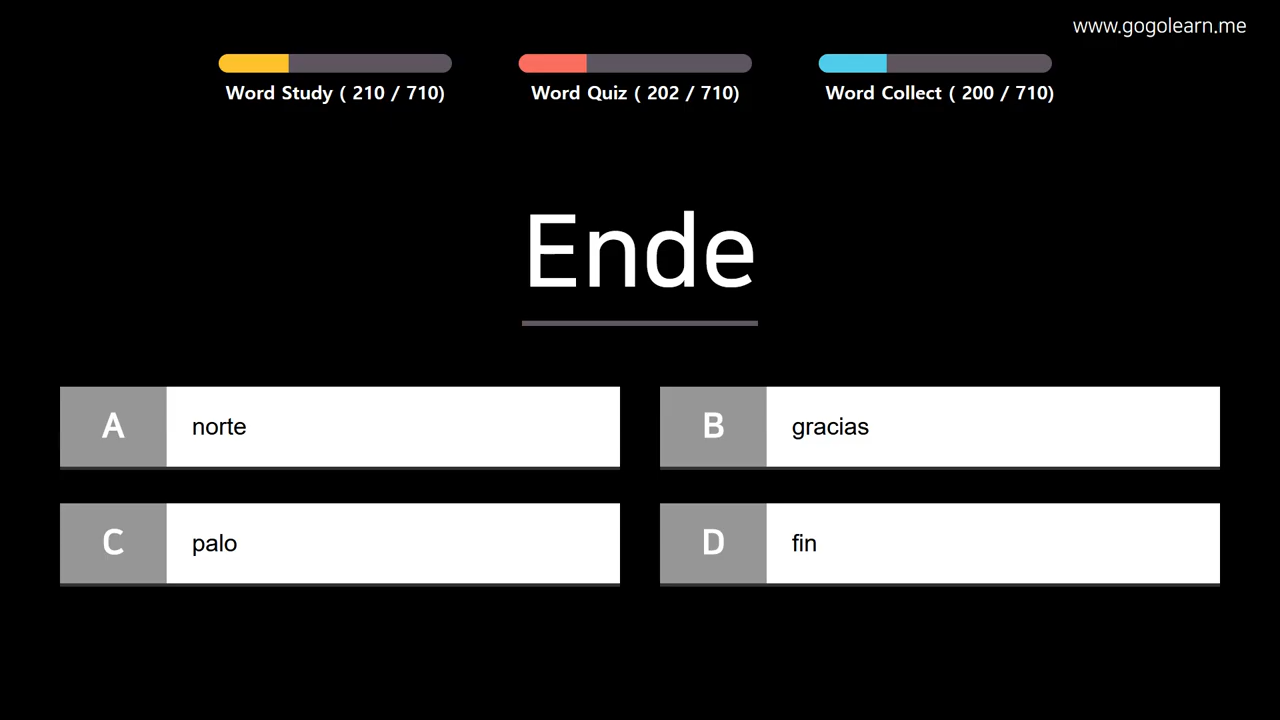 www.gogolearn.me
Word Study ( 210 / 710)
Word Quiz ( 202 / 710)
Word Collect ( 200 / 710)
Ende
A norte
B gracias
C palo
D fin